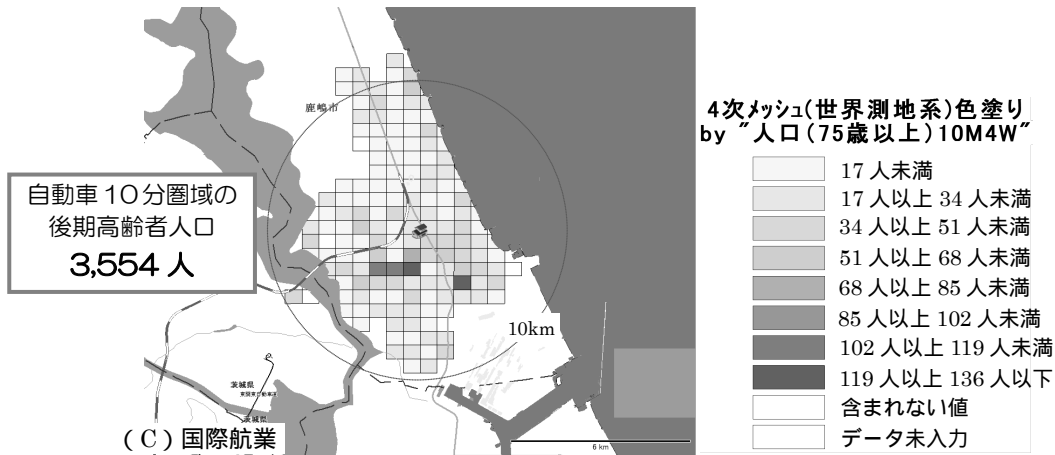 鹿嶋市
自動車10分圏域の
後期高齢者人口
3,554人
10km
茨城県
茨城県
(C)国際航業
6 km
4次メッシュ(世界測地系)色塗り
by "人口(75歳以上)10M4W"
17人未満
17人以上34人未満
34人以上51人未満
51人以上68人未満
68人以上85人未満
85人以上102人未満
102人以上119人未満
119人以上136人以下
含まれない値
データ未入力